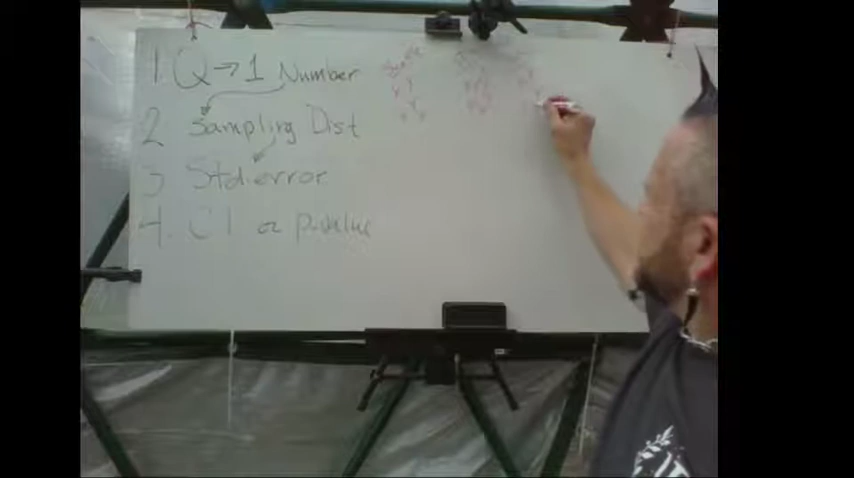 1 Q → 1 Number
2 Sampling Dist
3 Std. error
4. CI or p-value